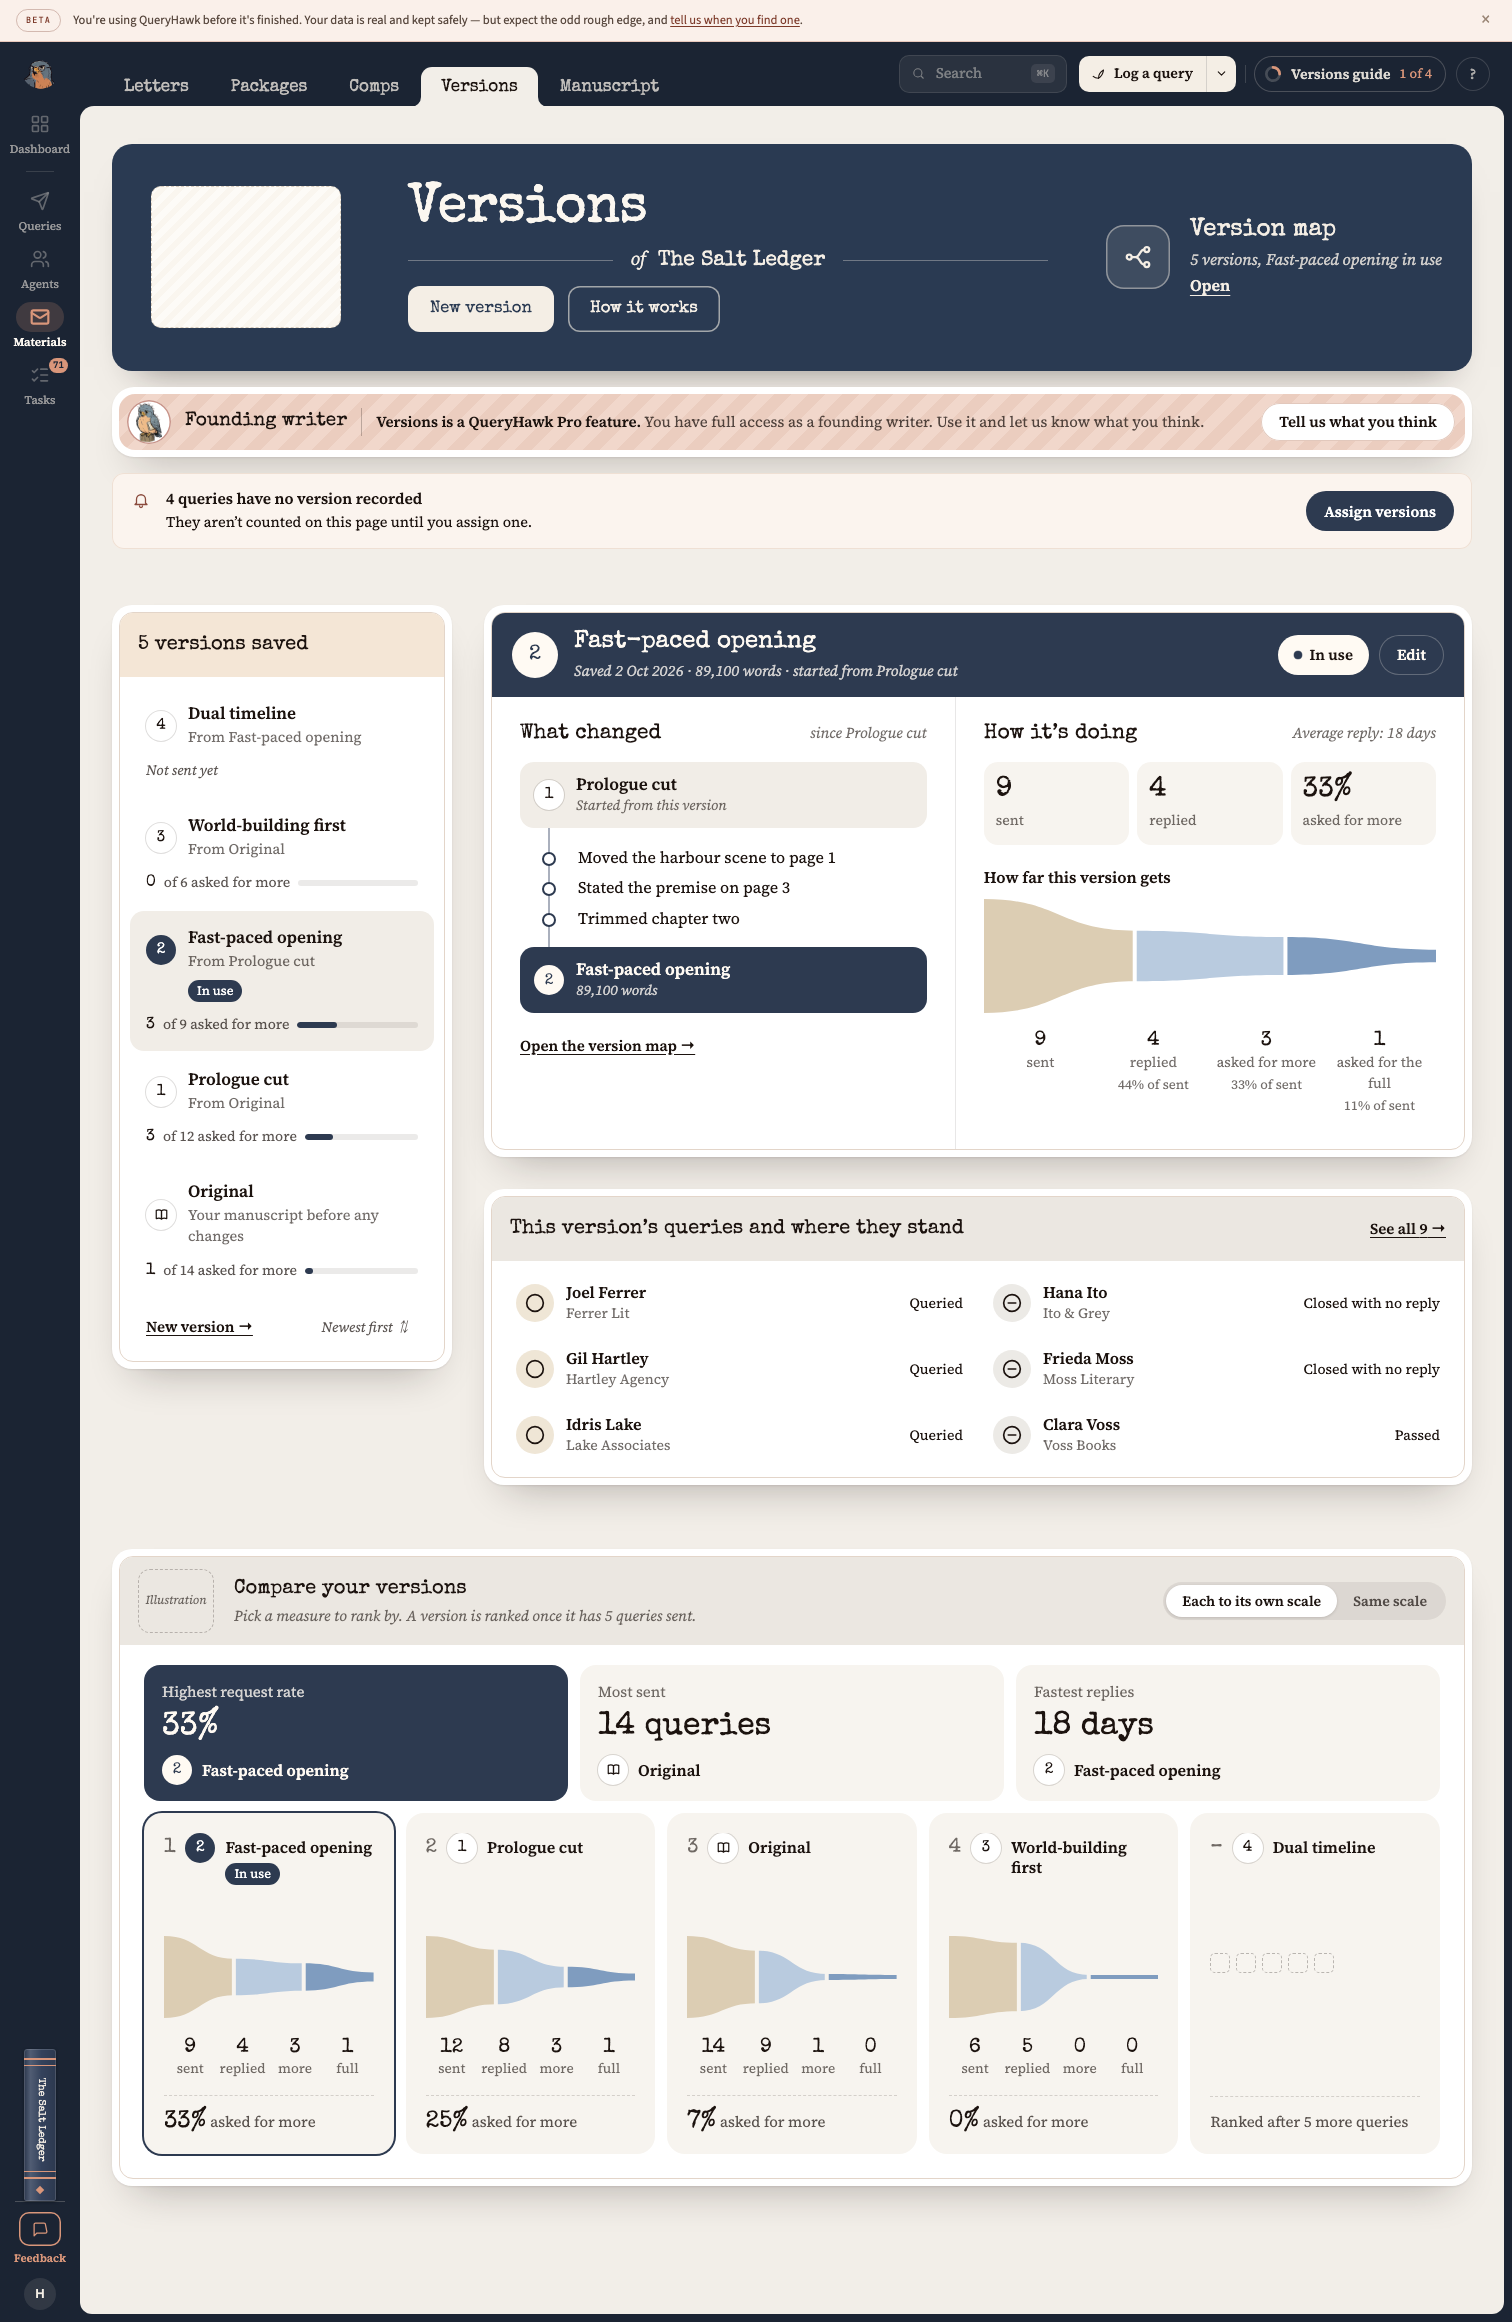 BETA
You're using QueryHawk before it's finished. Your data is real and kept safely — but expect the odd rough edge, and tell us when you find one.
×
Letters
Packages
Comps
Versions
Manuscript
Search
⌘K
Log a query
Versions guide 1 of 4
?
Dashboard
Queries
Agents
Materials
71
Tasks
Versions
of The Salt Ledger
New version
How it works
Version map
5 versions, Fast-paced opening in use
Open
Founding writer
Versions is a QueryHawk Pro feature. You have full access as a founding writer. Use it and let us know what you think.
Tell us what you think
4 queries have no version recorded
They aren’t counted on this page until you assign one.
Assign versions
5 versions saved
4
Dual timeline
From Fast-paced opening
Not sent yet
3
World-building first
From Original
0 of 6 asked for more
2
Fast-paced opening
From Prologue cut
In use
3 of 9 asked for more
1
Prologue cut
From Original
3 of 12 asked for more
Original
Your manuscript before any
changes
1 of 14 asked for more
New version →
Newest first ⇅
2
Fast-paced opening
Saved 2 Oct 2026 · 89,100 words · started from Prologue cut
In use
Edit
What changed
since Prologue cut
1
Prologue cut
Started from this version
Moved the harbour scene to page 1
Stated the premise on page 3
Trimmed chapter two
2
Fast-paced opening
89,100 words
Open the version map →
How it’s doing
Average reply: 18 days
9
sent
4
replied
33%
asked for more
How far this version gets
9
sent
4
replied
44% of sent
3
asked for more
33% of sent
1
asked for the
full
11% of sent
This version’s queries and where they stand
See all 9 →
Joel Ferrer
Ferrer Lit
Queried
Hana Ito
Ito & Grey
Closed with no reply
Gil Hartley
Hartley Agency
Queried
Frieda Moss
Moss Literary
Closed with no reply
Idris Lake
Lake Associates
Queried
Clara Voss
Voss Books
Passed
Illustration
Compare your versions
Pick a measure to rank by. A version is ranked once it has 5 queries sent.
Each to its own scale
Same scale
Highest request rate
33%
2 Fast-paced opening
Most sent
14 queries
Original
Fastest replies
18 days
2 Fast-paced opening
1 2 Fast-paced opening
In use
9 4 3 1
sent replied more full
33% asked for more
2 1 Prologue cut
12 8 3 1
sent replied more full
25% asked for more
3 Original
14 9 1 0
sent replied more full
7% asked for more
4 3 World-building
first
6 5 0 0
sent replied more full
0% asked for more
– 4 Dual timeline
Ranked after 5 more queries
The Salt Ledger
Feedback
H